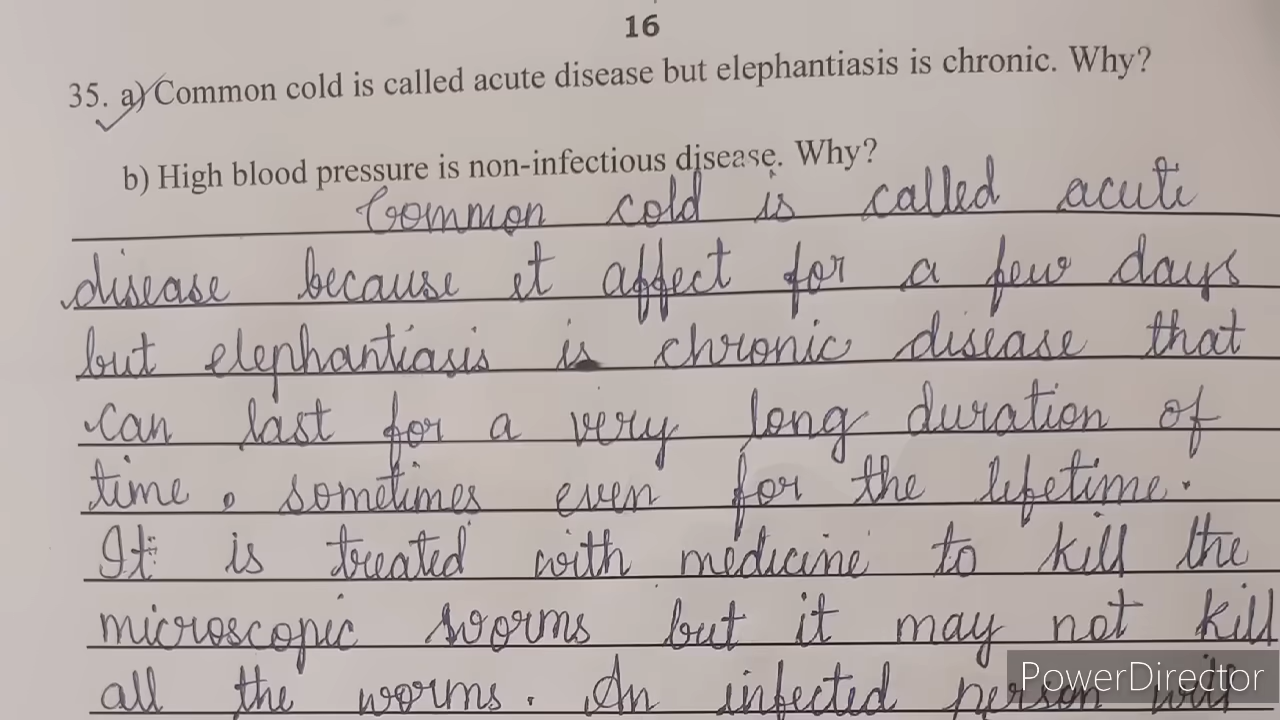 16
35. a) Common cold is called acute disease but elephantiasis is chronic. Why?
b) High blood pressure is non-infectious disease. Why?
Common cold is called acute
disease because it affect for a few days
but elephantiasis is chronic disease that
can last for a very long duration of
time, sometimes even for the lifetime.
It is treated with medicine to kill the
microscopic worms but it may not kill
all the worms. An infected person will
PowerDirector